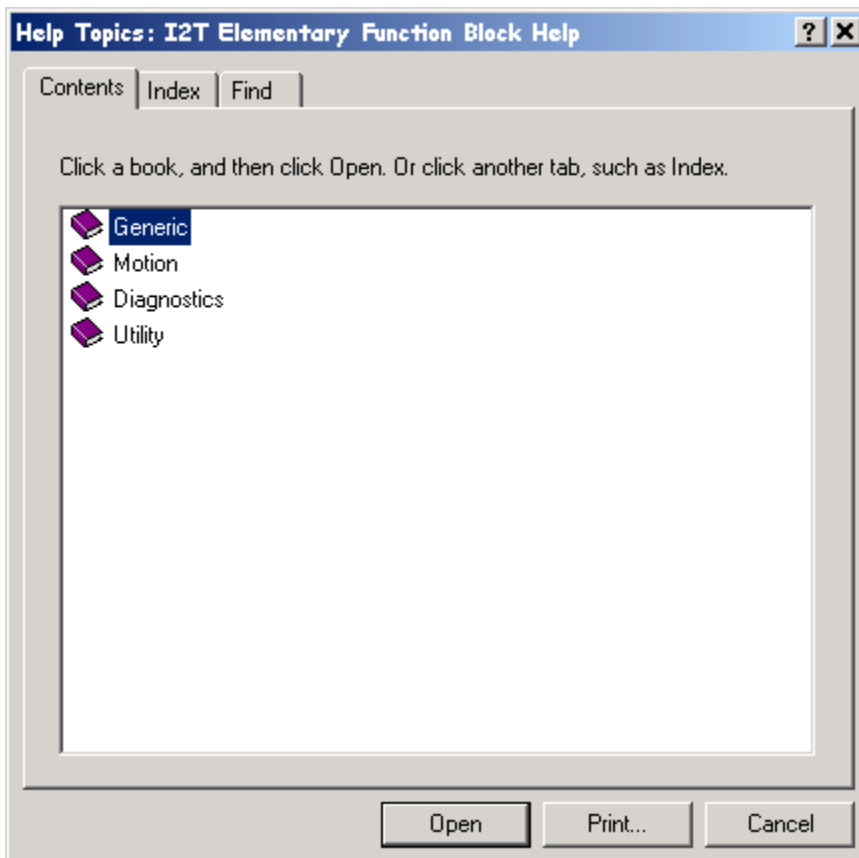 Help Topics: I2T Elementary Function Block Help
Contents Index Find
Click a book, and then click Open. Or click another tab, such as Index.
Generic
Motion
Diagnostics
Utility
Open Print... Cancel